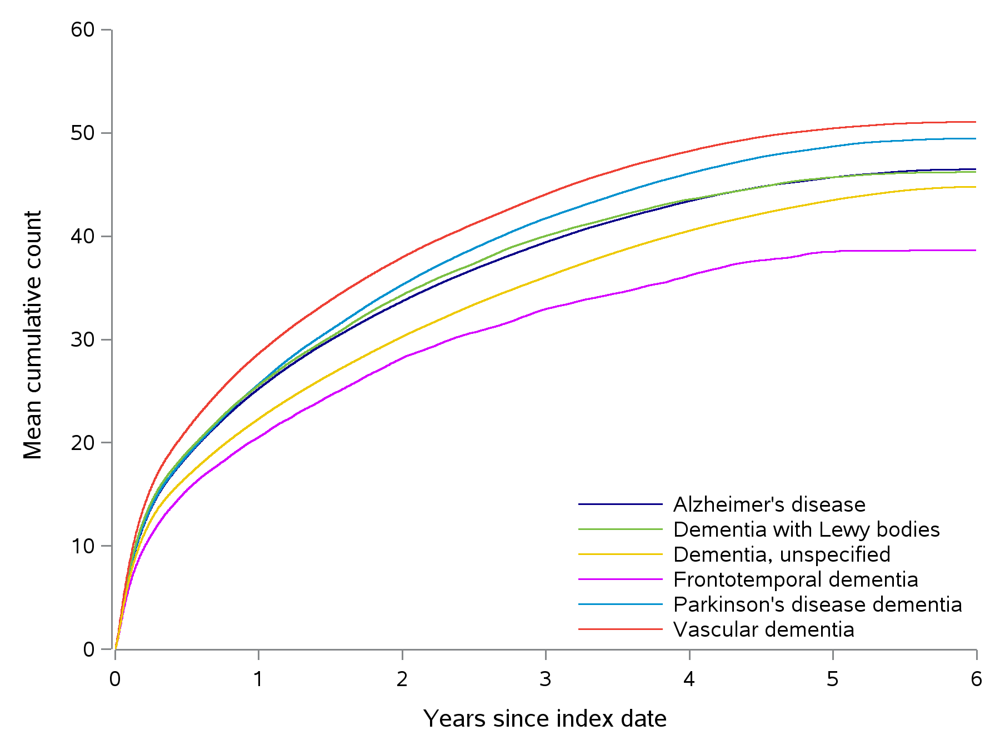 60
50
40
30
20
10
0
Mean cumulative count
Alzheimer's disease
Dementia with Lewy bodies
Dementia, unspecified
Frontotemporal dementia
Parkinson's disease dementia
Vascular dementia
0 1 2 3 4 5 6
Years since index date